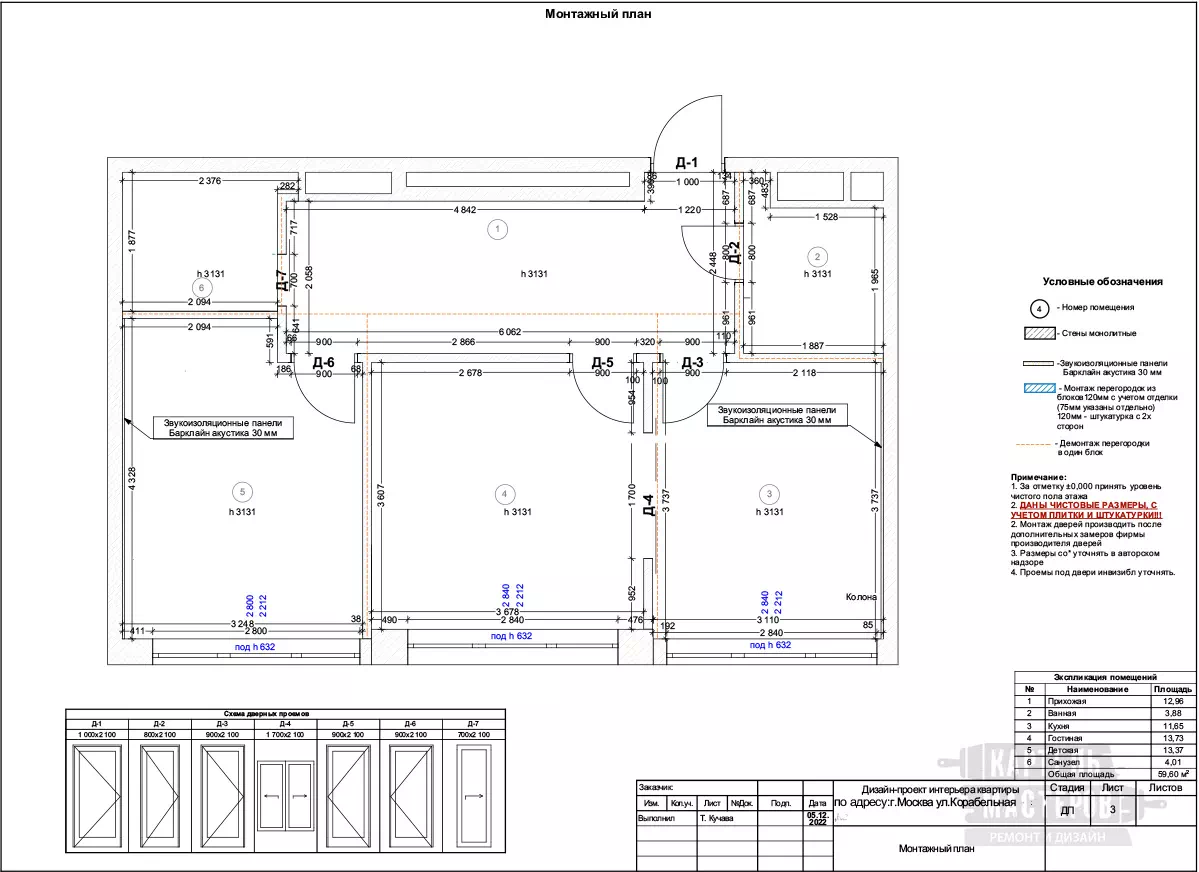 Монтажный план
Д-1
2 376
282
390
1 000
134
360
483
687
687
4 842
1 220
1 528
717
1 877
1
2
h 3131
h 3131
h 3131
Д-7
700
2 058
2 448
800
Д-2
800
1 965
6
2 094
2 094
641
591
6 062
961
961
110
1 887
900
2 866
900
320
900
Д-6
Д-5
Д-3
186
900
68
2 678
900
100
100
900
2 118
954
Звукоизоляционные панели
Барклайн акустика 30 мм
Звукоизоляционные панели
Барклайн акустика 30 мм
4 328
3 607
1 700
Д-4
3 737
3 737
5
4
3
h 3131
h 3131
h 3131
952
2 800
2 212
2 840
2 212
2 840
2 212
Колона
411
3 248
38
2 800
490
3 678
2 840
476
192
3 110
2 840
85
под h 632
под h 632
под h 632
Условные обозначения
4
- Номер помещения
- Стены монолитные
-Звукоизоляционные панели
Барклайн акустика 30 мм
- Монтаж перегородок из
блоков120мм с учетом отделки
(75мм указаны отдельно)
120мм - штукатурка с 2х
сторон
- Демонтаж перегородки
в один блок
Примечание:
1. За отметку ±0,000 принять уровень
чистого пола этажа
2. ДАНЫ ЧИСТОВЫЕ РАЗМЕРЫ, С
УЧЕТОМ ПЛИТКИ И ШТУКАТУРКИ!!!
2. Монтаж дверей производить после
дополнительных замеров фирмы
производителя дверей
3. Размеры со* уточнять в авторском
надзоре
4. Проемы под двери инвизибл уточнять.
Экспликация помещений
№ Наименование Площадь
1 Прихожая 12,96
2 Ванная 3,88
3 Кухня 11,65
4 Гостиная 13,73
5 Детская 13,37
6 Санузел 4,01
Общая площадь 59,60 м²
Схема дверных проемов
Д-1 Д-2 Д-3 Д-4 Д-5 Д-6 Д-7
1 000х2 100 800х2 100 900х2 100 1 700х2 100 900х2 100 900х2 100 700х2 100
Заказчик:
Изм. Кол.уч. Лист №Док. Подп. Дата
Выполнил Т. Кучава 05.12.
2022
Дизайн-проект интерьера квартиры
по адресу:г.Москва ул.Корабельная
Монтажный план
Стадия Лист Листов
ДП 3
КАРТЕЛЬ
МАСТЕРОВ
РЕМОНТ И ДИЗАЙН